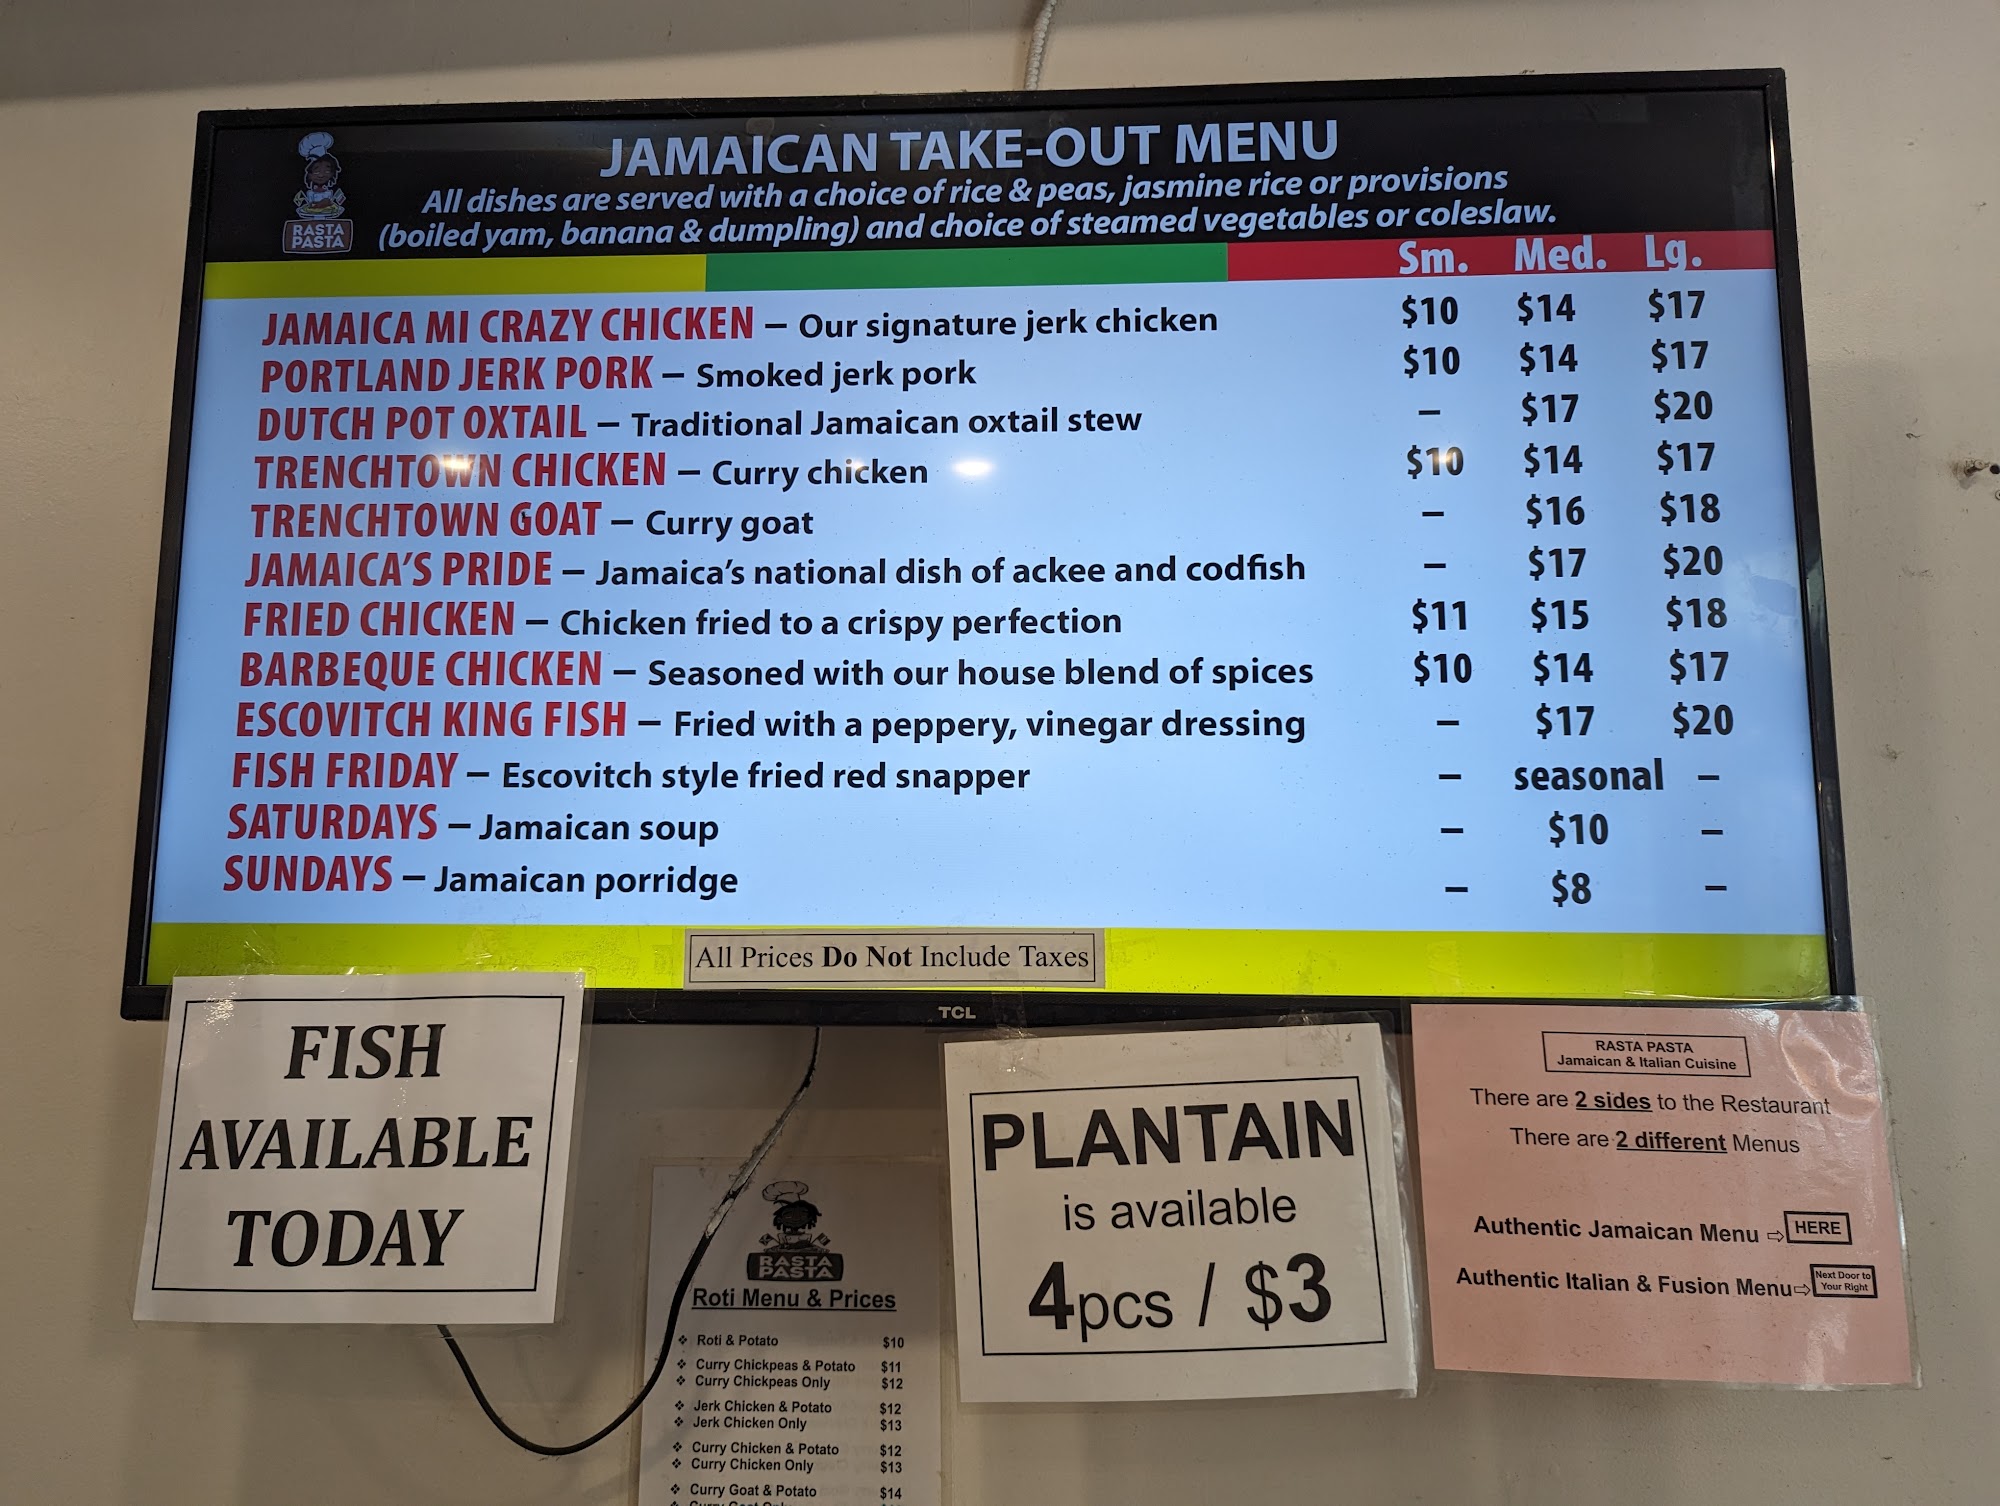 JAMAICAN TAKE-OUT MENU
All dishes are served with a choice of rice & peas, jasmine rice or provisions
(boiled yam, banana & dumpling) and choice of steamed vegetables or coleslaw.
RASTA
PASTA
Sm. Med. Lg.
JAMAICA MI CRAZY CHICKEN – Our signature jerk chicken $10 $14 $17
PORTLAND JERK PORK – Smoked jerk pork $10 $14 $17
DUTCH POT OXTAIL – Traditional Jamaican oxtail stew – $17 $20
TRENCHTOWN CHICKEN – Curry chicken $10 $14 $17
TRENCHTOWN GOAT – Curry goat – $16 $18
JAMAICA'S PRIDE – Jamaica's national dish of ackee and codfish – $17 $20
FRIED CHICKEN – Chicken fried to a crispy perfection $11 $15 $18
BARBEQUE CHICKEN – Seasoned with our house blend of spices $10 $14 $17
ESCOVITCH KING FISH – Fried with a peppery, vinegar dressing – $17 $20
FISH FRIDAY – Escovitch style fried red snapper – seasonal –
SATURDAYS – Jamaican soup – $10 –
SUNDAYS – Jamaican porridge – $8 –
All Prices Do Not Include Taxes
TCL
FISH
AVAILABLE
TODAY
RASTA
PASTA
Roti Menu & Prices
❖ Roti & Potato $10
❖ Curry Chickpeas & Potato $11
❖ Curry Chickpeas Only $12
❖ Jerk Chicken & Potato $12
❖ Jerk Chicken Only $13
❖ Curry Chicken & Potato $12
❖ Curry Chicken Only $13
❖ Curry Goat & Potato $14
PLANTAIN
is available
4pcs / $3
RASTA PASTA
Jamaican & Italian Cuisine
There are 2 sides to the Restaurant
There are 2 different Menus
Authentic Jamaican Menu ⇨ HERE
Authentic Italian & Fusion Menu ⇨ Next Door to
Your Right